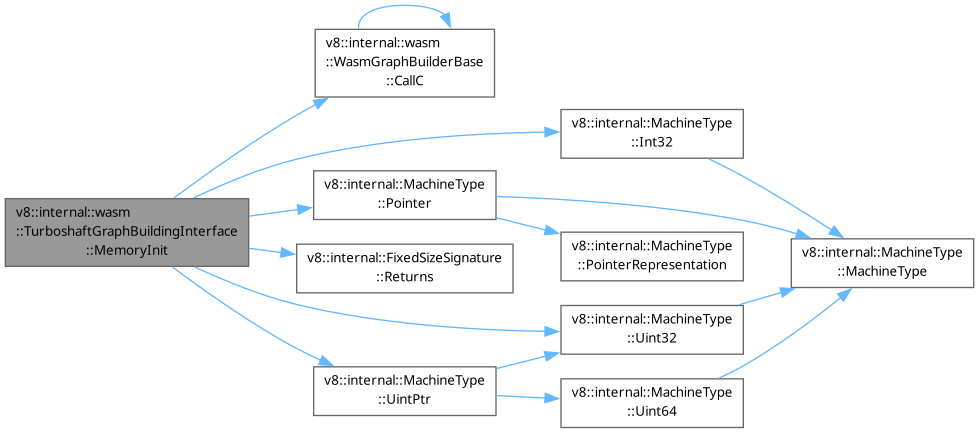 v8::internal::wasm
::WasmGraphBuilderBase
::CallC
v8::internal::MachineType
::Int32
v8::internal::MachineType
::Pointer
v8::internal::wasm
::TurboshaftGraphBuildingInterface
::MemoryInit
v8::internal::MachineType
::PointerRepresentation
v8::internal::MachineType
::MachineType
v8::internal::FixedSizeSignature
::Returns
v8::internal::MachineType
::Uint32
v8::internal::MachineType
::UintPtr
v8::internal::MachineType
::Uint64